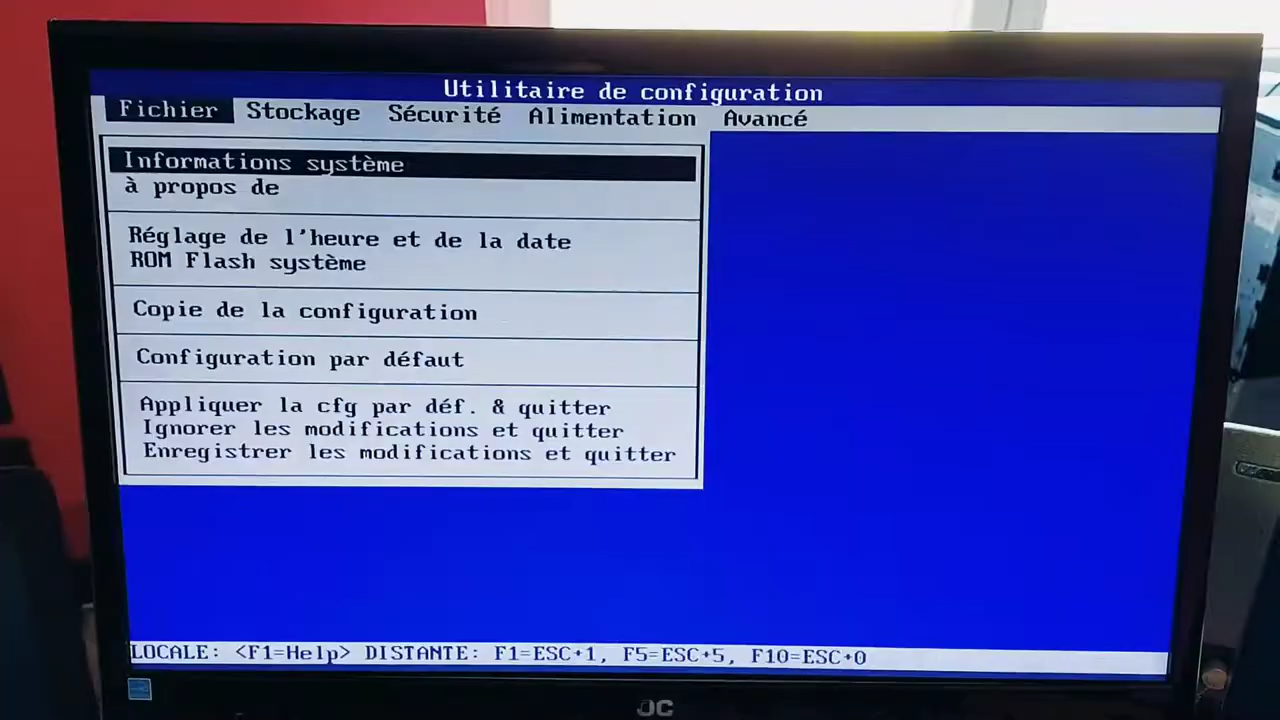 Utilitaire de configuration
Fichier Stockage Sécurité Alimentation Avancé
Informations système
à propos de
Réglage de l'heure et de la date
ROM Flash système
Copie de la configuration
Configuration par défaut
Appliquer la cfg par déf. & quitter
Ignorer les modifications et quitter
Enregistrer les modifications et quitter
LOCALE: <F1=Help> DISTANTE: F1=ESC+1, F5=ESC+5, F10=ESC+0